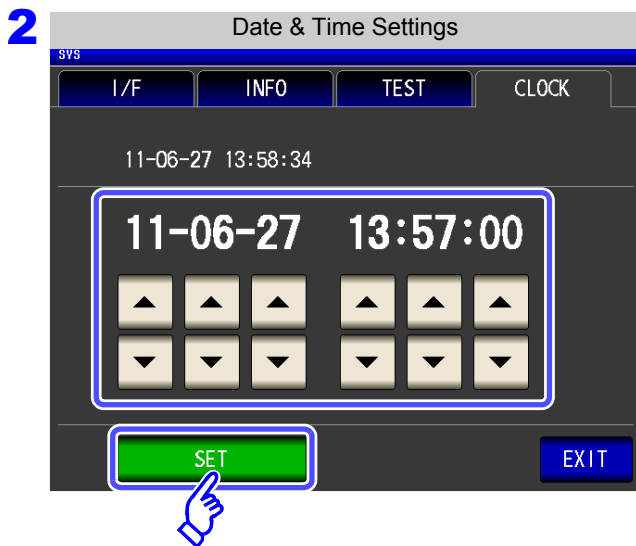 2
Date & Time Settings
SYS
I/F INFO TEST CLOCK
11-06-27 13:58:34
11-06-27 13:57:00
SET EXIT